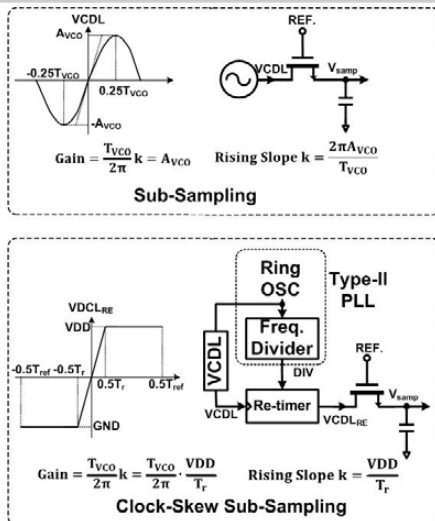 VCDL
A_VCO
-0.25T_VCO
0.25T_VCO
-A_VCO
REF.
VCDL
V_samp
Gain = T_VCO/2π k = A_VCO
Rising Slope k = 2πA_VCO/T_VCO
Sub-Sampling
Ring
OSC
Type-II
PLL
Freq.
Divider
VDCL_RE
VDD
-0.5T_ref -0.5T_r
0.5T_r 0.5T_ref
GND
VCDL
DIV
REF.
VCDL
Re-timer
VCDL_RE
V_samp
Gain = T_VCO/2π k = T_VCO/2π · VDD/T_r
Rising Slope k = VDD/T_r
Clock-Skew Sub-Sampling